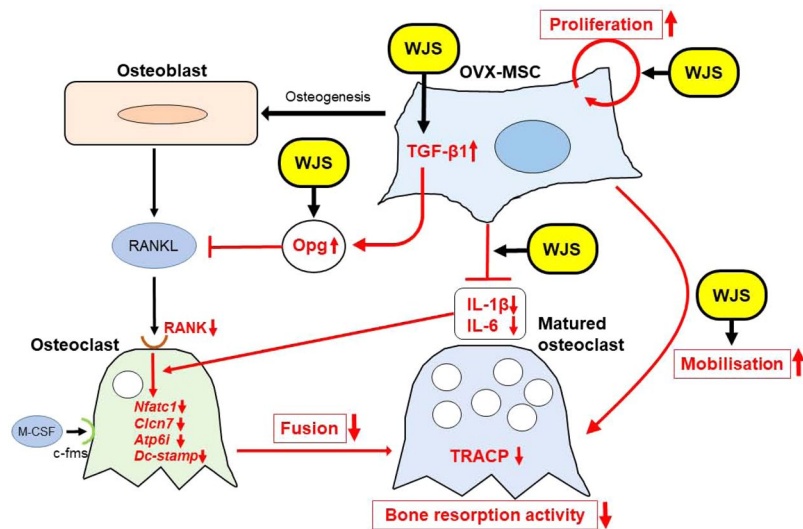 Proliferation
WJS
OVX-MSC
WJS
Osteoblast
Osteogenesis
TGF-β1
WJS
RANKL
Opg
WJS
IL-1β
IL-6
WJS
RANK
Osteoclast
Matured
osteoclast
Mobilisation
Nfatc1
Clcn7
Atp6i
Dc-stamp
M-CSF
c-fms
Fusion
TRACP
Bone resorption activity